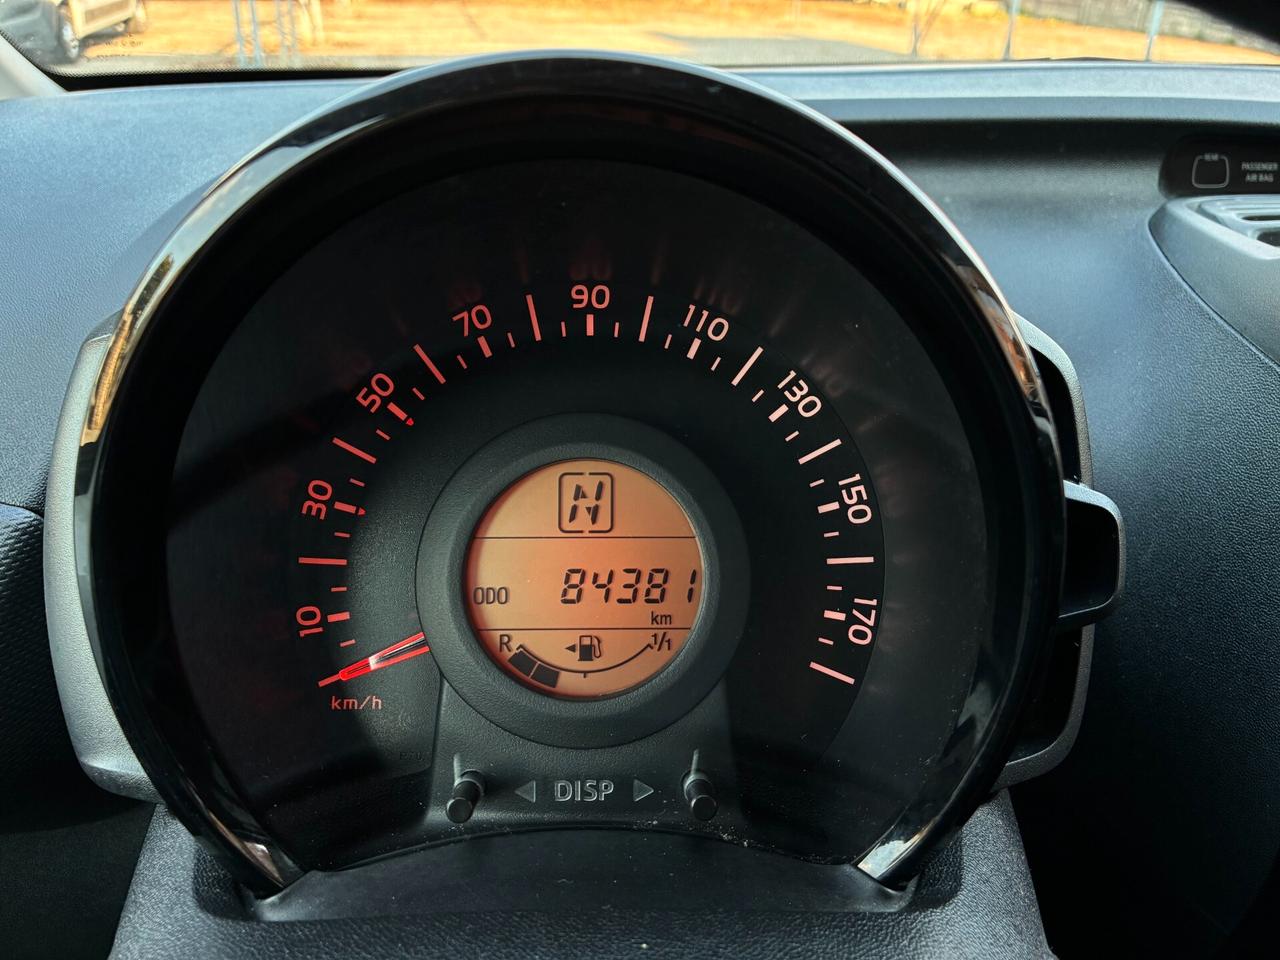 PASSENGER
AIR BAG
10
30
50
70
90
110
130
150
170
km/h
N
ODO 84381
km
R 1/1
DISP